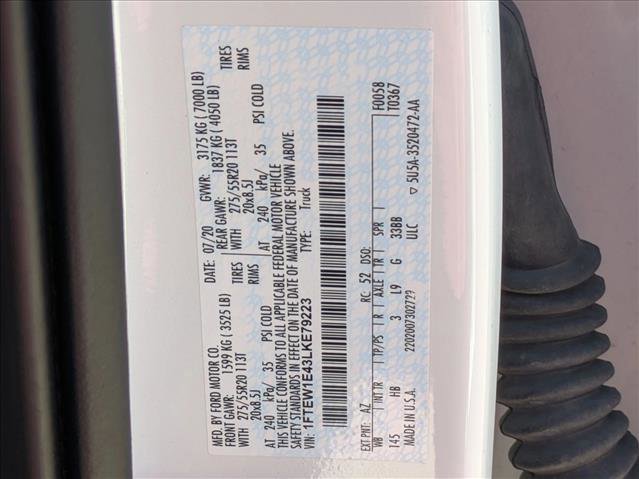 MFD. BY FORD MOTOR CO.
DATE: 07/20 GVWR: 3175 KG ( 7000 LB)
FRONT GAWR: 1599 KG ( 3525 LB) REAR GAWR: 1837 KG ( 4050 LB)
WITH 275/55R20 113T TIRES WITH 275/55R20 113T TIRES
20x8.5J RIMS 20x8.5J RIMS
AT 240 kPa/ 35 PSI COLD AT 240 kPa/ 35 PSI COLD
THIS VEHICLE CONFORMS TO ALL APPLICABLE FEDERAL MOTOR VEHICLE
SAFETY STANDARDS IN EFFECT ON THE DATE OF MANUFACTURE SHOWN ABOVE.
VIN: 1FTEW1E43LKE79223 TYPE: Truck
EXT PNT: AZ RC: 52 DSO: F0058
WB INT TR TP/PS R AXLE TR SPR T0367
145 HB 3 L9 G 33BB
MADE IN U.S.A. 2202007302729 ULC ▽ 5U5A-3520472-AA